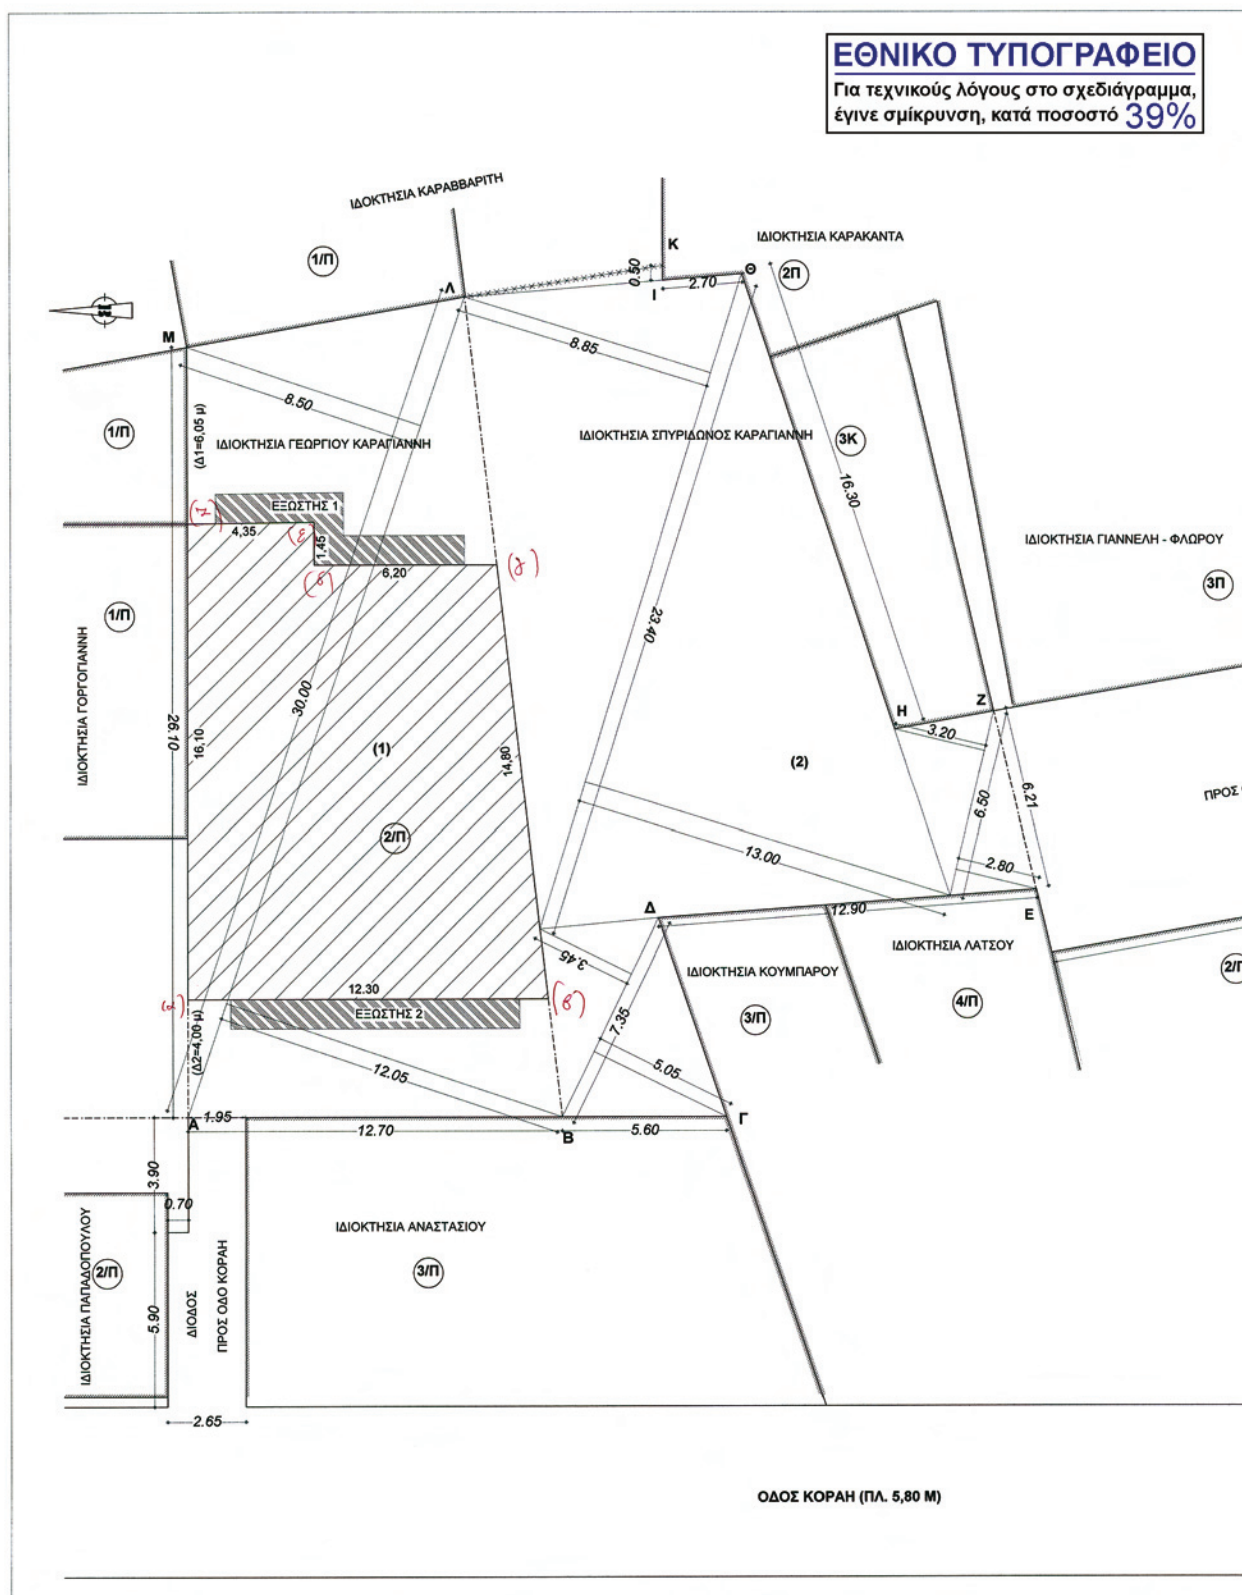 ΕΘΝΙΚΟ ΤΥΠΟΓΡΑΦΕΙΟ
Για τεχνικούς λόγους στο σχεδιάγραμμα,
έγινε σμίκρυνση, κατά ποσοστό 39%
ΙΔΟΚΤΗΣΙΑ ΚΑΡΑΒΒΑΡΙΤΗ
1/Π
Κ
ΙΔΙΟΚΤΗΣΙΑ ΚΑΡΑΚΑΝΤΑ
Θ
2Π
0.50
2.70
Ι
Λ
Μ
8.85
8.50
1/Π
(Δ1=6,05 μ)
ΙΔΙΟΚΤΗΣΙΑ ΓΕΩΡΓΙΟΥ ΚΑΡΑΓΙΑΝΝΗ
ΙΔΙΟΚΤΗΣΙΑ ΣΠΥΡΙΔΩΝΟΣ ΚΑΡΑΓΙΑΝΝΗ
3Κ
16.30
ΕΞΩΣΤΗΣ 1
(ζ)
4,35
(ε)
1,45
(δ)
6,20
(γ)
ΙΔΙΟΚΤΗΣΙΑ ΓΙΑΝΝΕΛΗ - ΦΛΩΡΟΥ
3Π
1/Π
ΙΔΙΟΚΤΗΣΙΑ ΓΟΡΓΟΓΙΑΝΝΗ
23.40
30.00
26.10
16,10
(1)
14,80
(2)
Η
Ζ
3.20
6.50
6.21
ΠΡΟΣ
2/Π
13.00
2.80
12.90
Ε
Δ
ΙΔΙΟΚΤΗΣΙΑ ΛΑΤΣΟΥ
4/Π
ΙΔΙΟΚΤΗΣΙΑ ΚΟΥΜΠΑΡΟΥ
3/Π
2/Π
3.45
7.35
5.05
(α)
12.30
(β)
ΕΞΩΣΤΗΣ 2
(Δ2=4,00 μ)
12.05
Α
1.95
12.70
Β
5.60
Γ
3.90
0.70
ΙΔΙΟΚΤΗΣΙΑ ΠΑΠΑΔΟΠΟΥΛΟΥ
2/Π
5.90
ΔΙΟΔΟΣ
ΠΡΟΣ ΟΔΟ ΚΟΡΑΗ
ΙΔΙΟΚΤΗΣΙΑ ΑΝΑΣΤΑΣΙΟΥ
3/Π
2.65
ΟΔΟΣ ΚΟΡΑΗ (ΠΛ. 5,80 Μ)